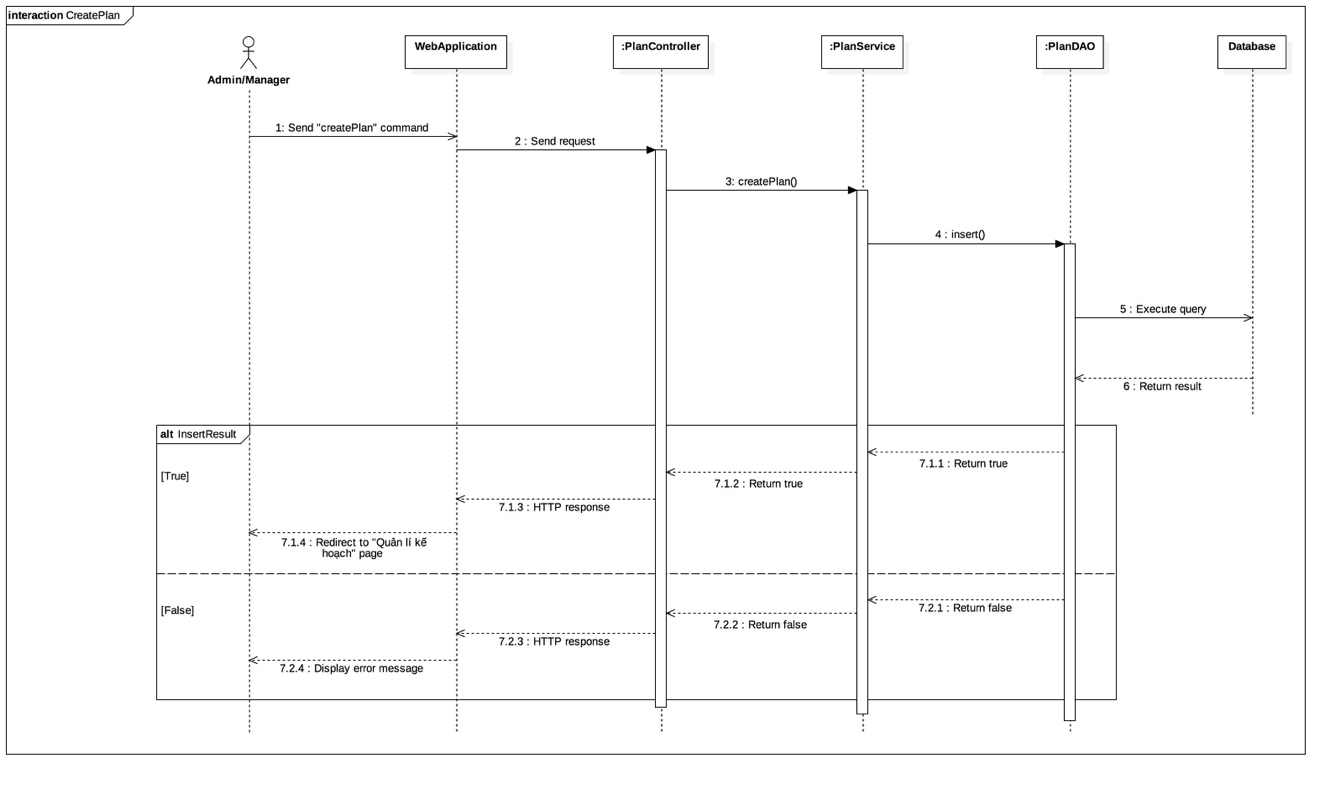 interaction CreatePlan
Admin/Manager
WebApplication
:PlanController
:PlanService
:PlanDAO
Database
1: Send "createPlan" command
2 : Send request
3: createPlan()
4 : insert()
5 : Execute query
6 : Return result
alt InsertResult
[True]
7.1.1 : Return true
7.1.2 : Return true
7.1.3 : HTTP response
7.1.4 : Redirect to "Quản lí kế
hoạch" page
[False]
7.2.1 : Return false
7.2.2 : Return false
7.2.3 : HTTP response
7.2.4 : Display error message